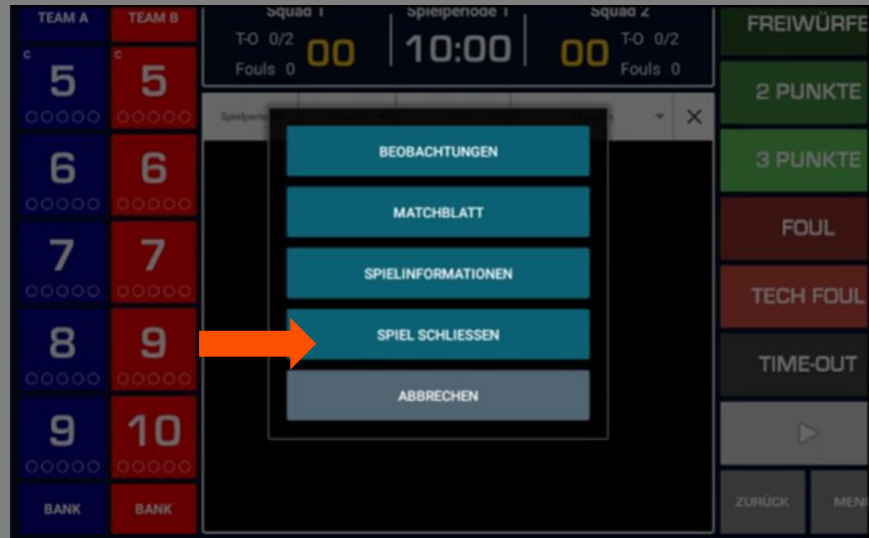 TEAM A
TEAM B
Squad 1
Spielperiode 1
Squad 2
T-O 0/2
00
10:00
00
T-O 0/2
Fouls 0
Fouls 0
FREIWÜRFE
2 PUNKTE
3 PUNKTE
FOUL
TECH FOUL
TIME-OUT
ZURÜCK
MENU
C
5
C
5
6
6
7
7
8
9
9
10
BANK
BANK
BEOBACHTUNGEN
MATCHBLATT
SPIELINFORMATIONEN
SPIEL SCHLIESSEN
ABBRECHEN